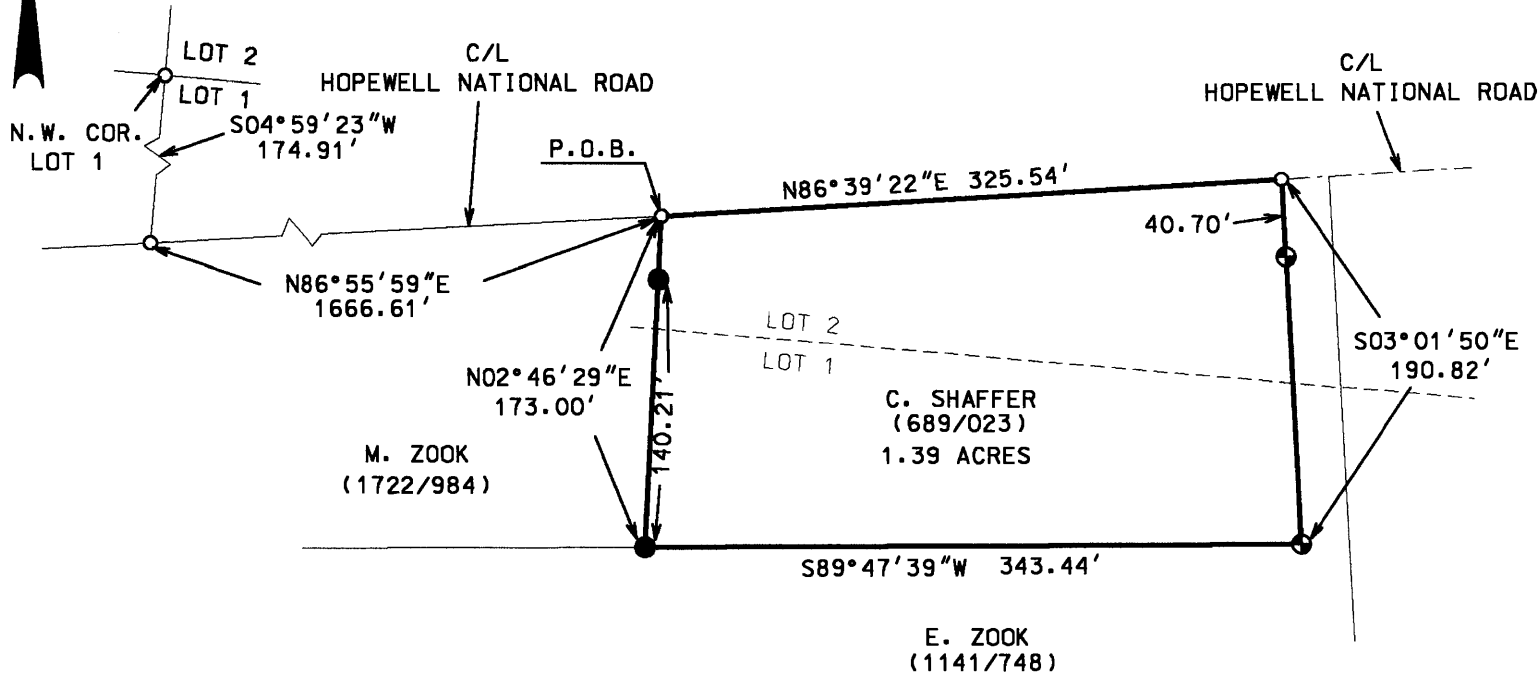 LOT 2
LOT 1
N.W. COR.
LOT 1
S04°59'23"W
174.91'
C/L
HOPEWELL NATIONAL ROAD
C/L
HOPEWELL NATIONAL ROAD
P.O.B.
N86°39'22"E 325.54'
40.70'
N86°55'59"E
1666.61'
LOT 2
LOT 1
S03°01'50"E
190.82'
N02°46'29"E
173.00'
140.21'
C. SHAFFER
(689/023)
1.39 ACRES
M. ZOOK
(1722/984)
S89°47'39"W 343.44'
E. ZOOK
(1141/748)